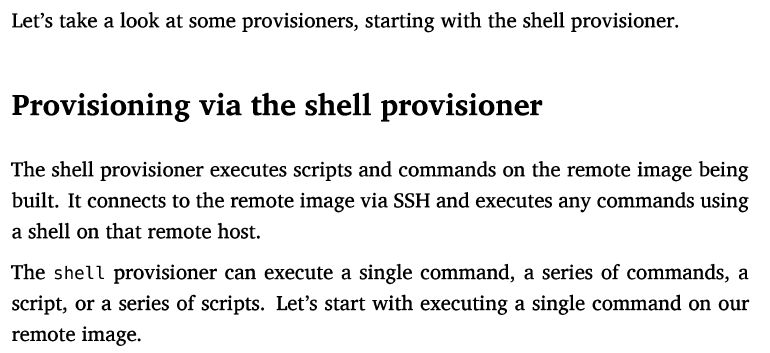 Let’s take a look at some provisioners, starting with the shell provisioner.
Provisioning via the shell provisioner
The shell provisioner executes scripts and commands on the remote image being
built. It connects to the remote image via SSH and executes any commands using
a shell on that remote host.
The shell provisioner can execute a single command, a series of commands, a
script, or a series of scripts. Let’s start with executing a single command on our
remote image.